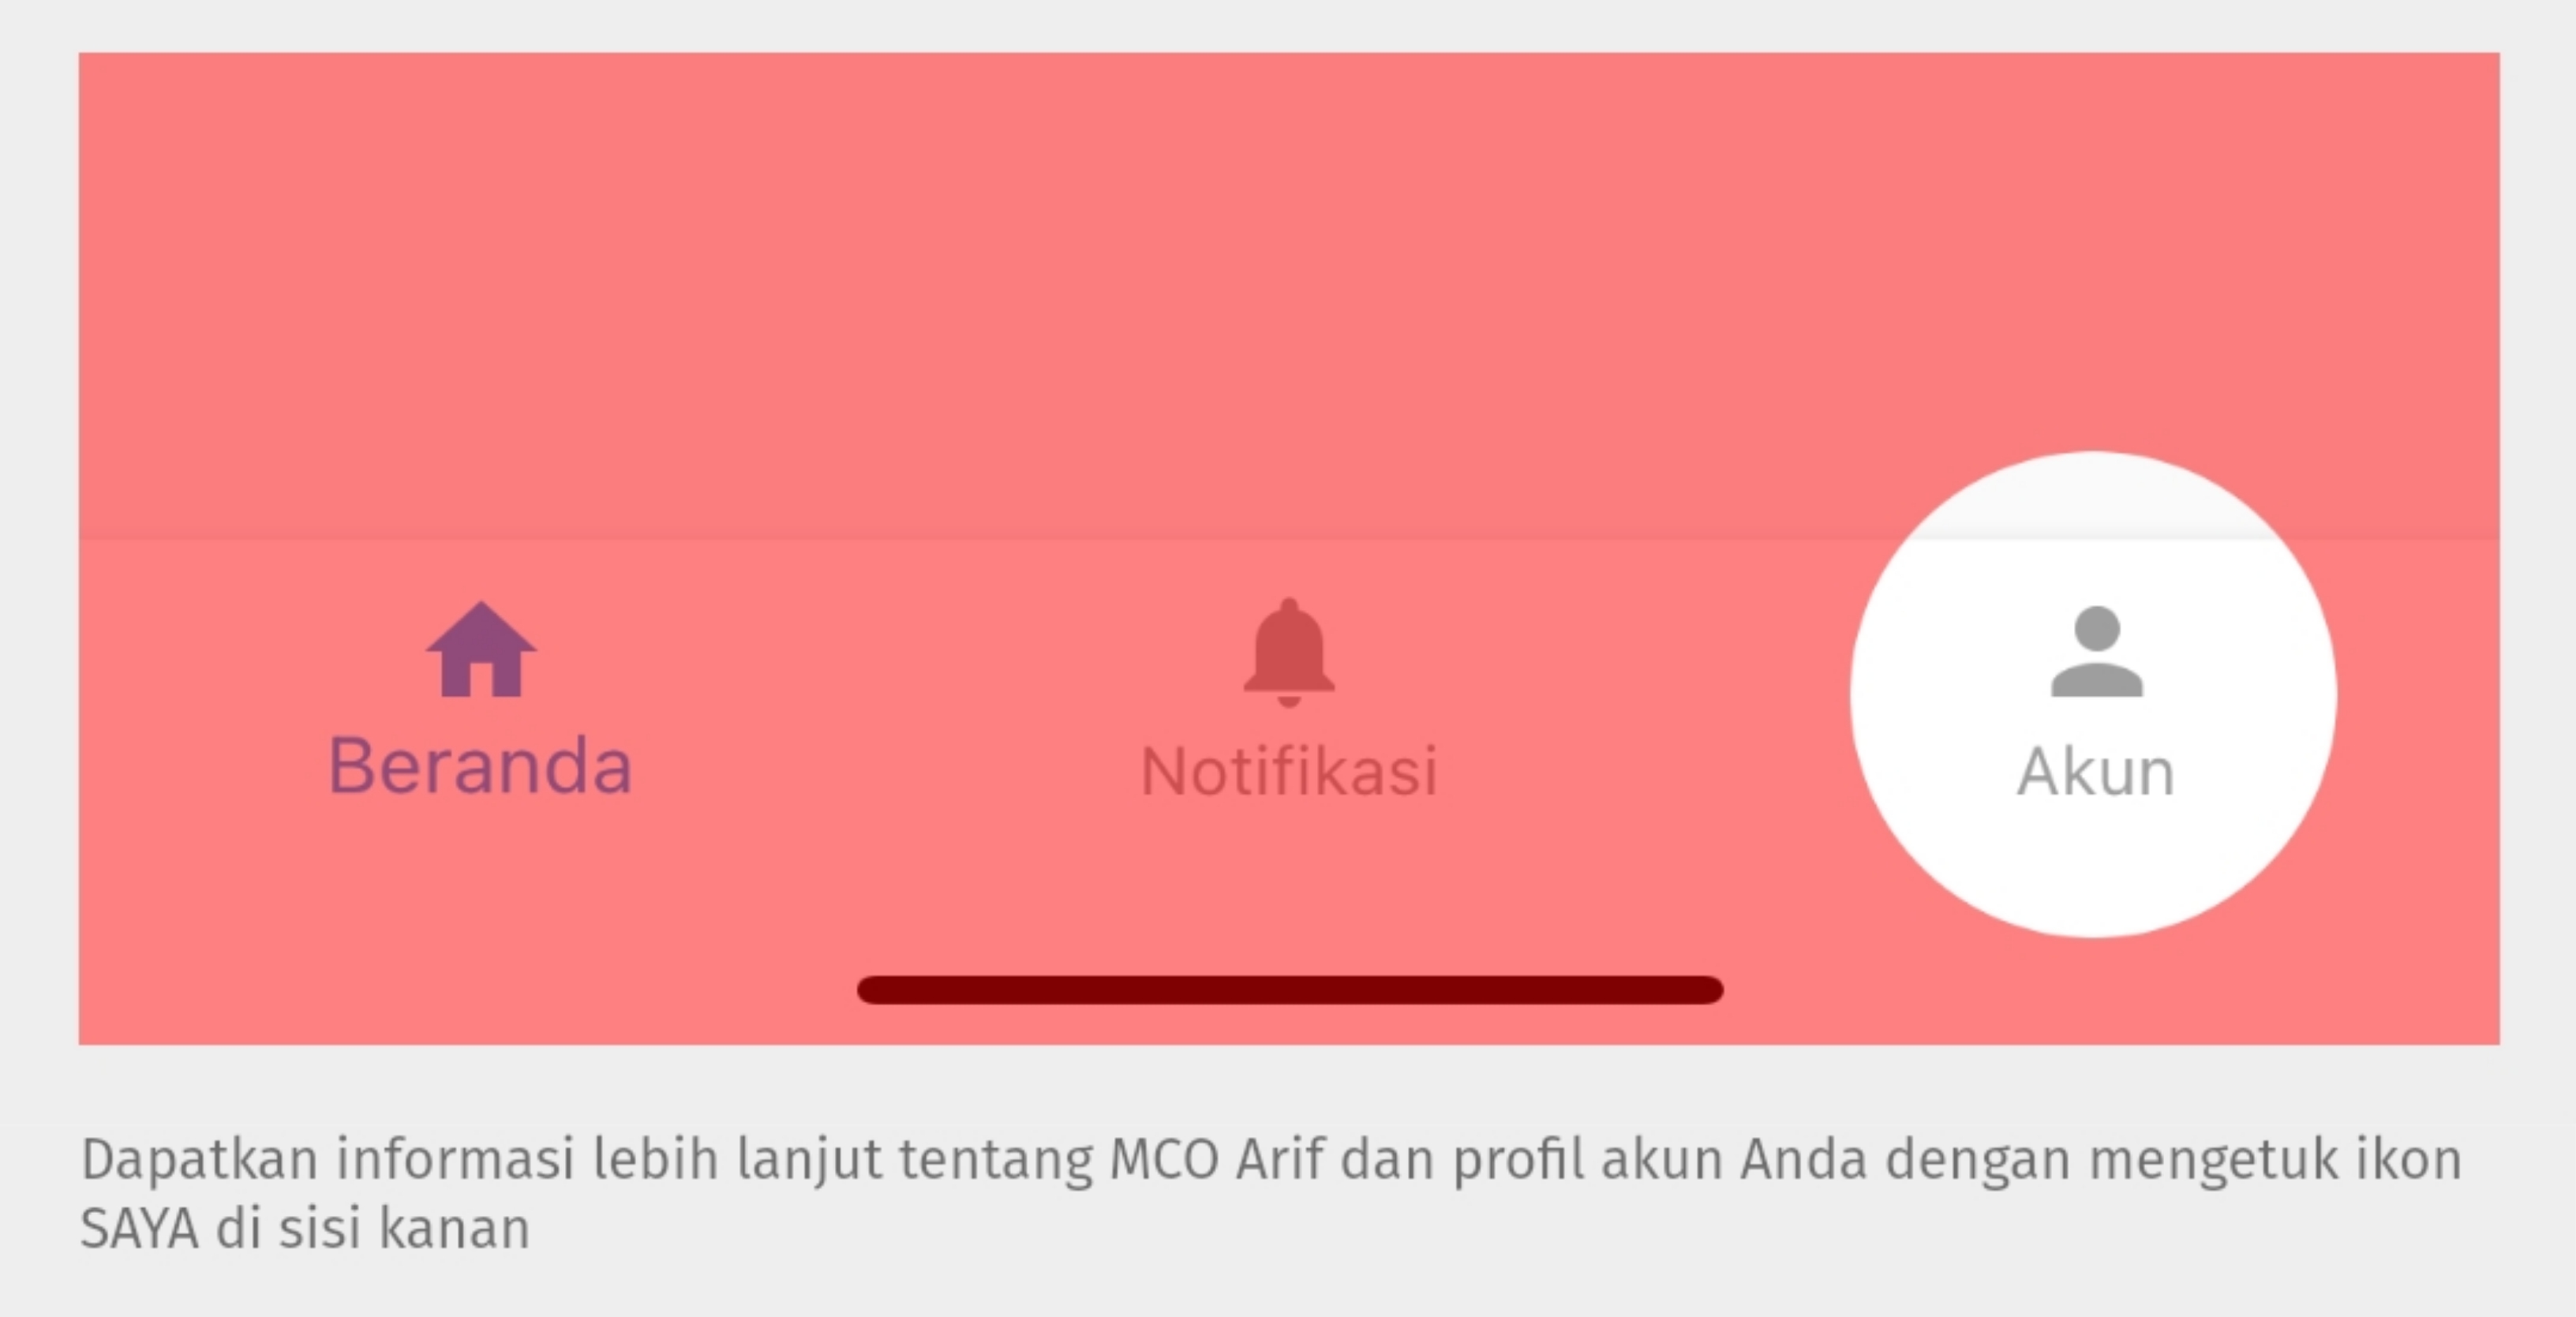 Beranda
Notifikasi
Akun
Dapatkan informasi lebih lanjut tentang MCO Arif dan profil akun Anda dengan mengetuk ikon
SAYA di sisi kanan